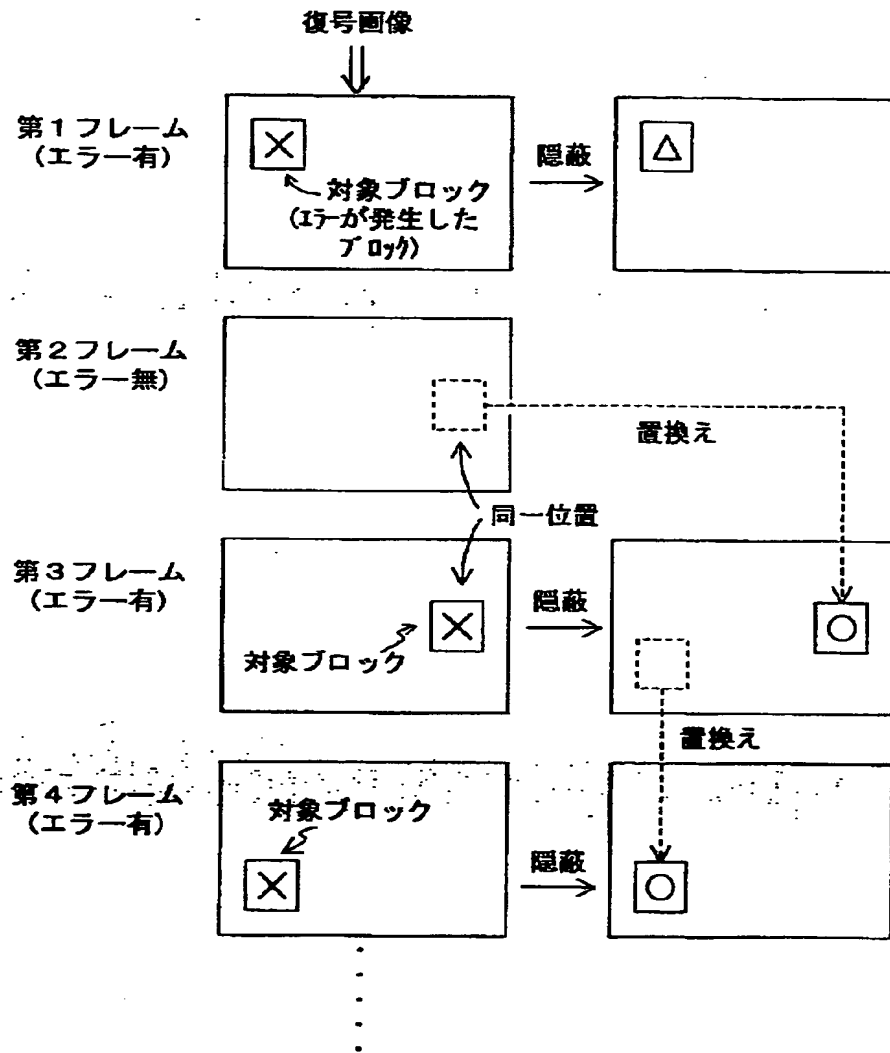 復号画像
第1フレーム
(エラー有)
対象ブロック
(エラーが発生した
ブロック)
隠蔽
第2フレーム
(エラー無)
置換え
同一位置
第3フレーム
(エラー有)
対象ブロック
隠蔽
置換え
第4フレーム
(エラー有)
対象ブロック
隠蔽